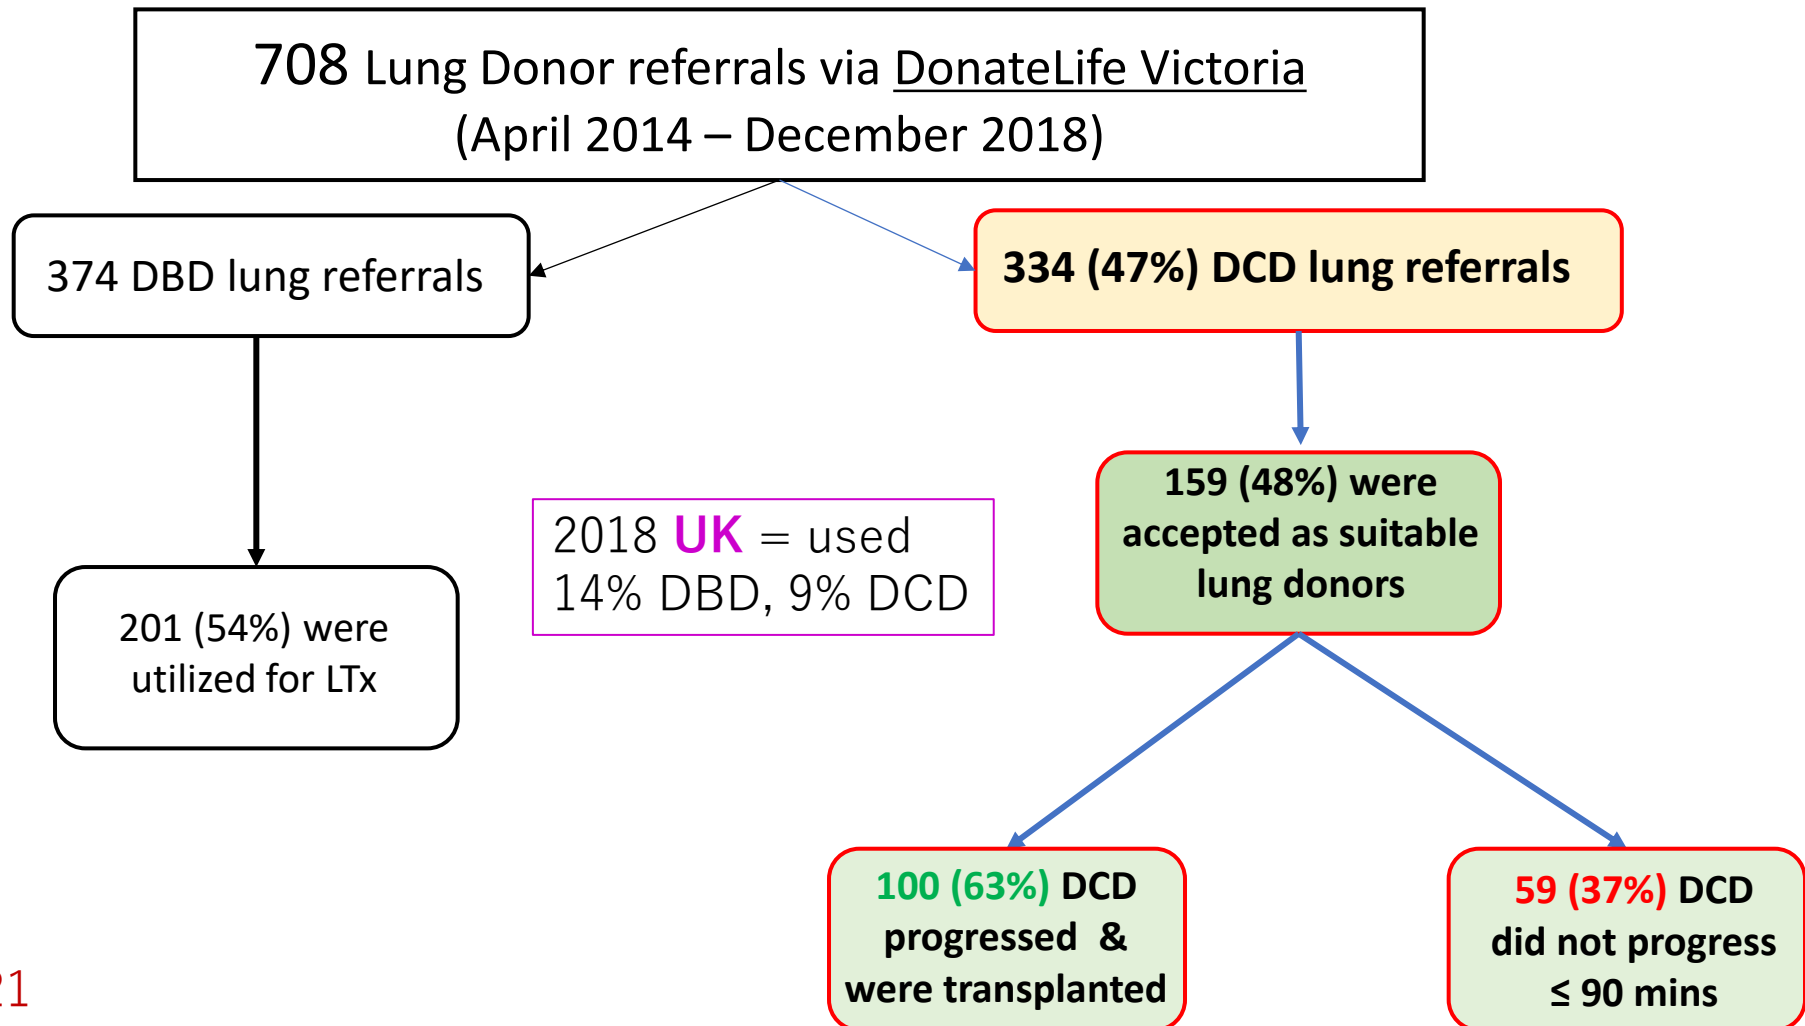 708 Lung Donor referrals via DonateLife Victoria
(April 2014 – December 2018)
374 DBD lung referrals
334 (47%) DCD lung referrals
201 (54%) were
utilized for LTx
2018 UK = used
14% DBD, 9% DCD
159 (48%) were
accepted as suitable
lung donors
100 (63%) DCD
progressed &
were transplanted
59 (37%) DCD
did not progress
≤ 90 mins
21